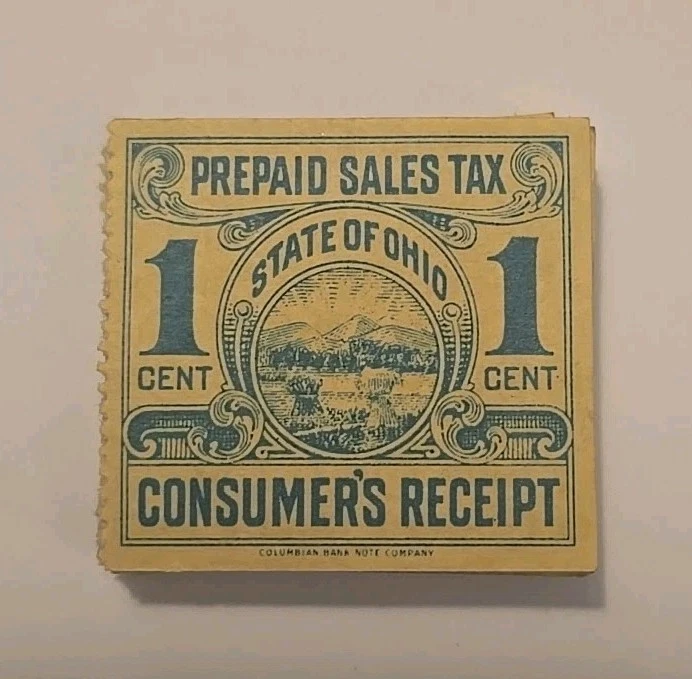 PREPAID SALES TAX
STATE OF OHIO
1 1
CENT CENT
CONSUMER'S RECEIPT
COLUMBIAN BANK NOTE COMPANY